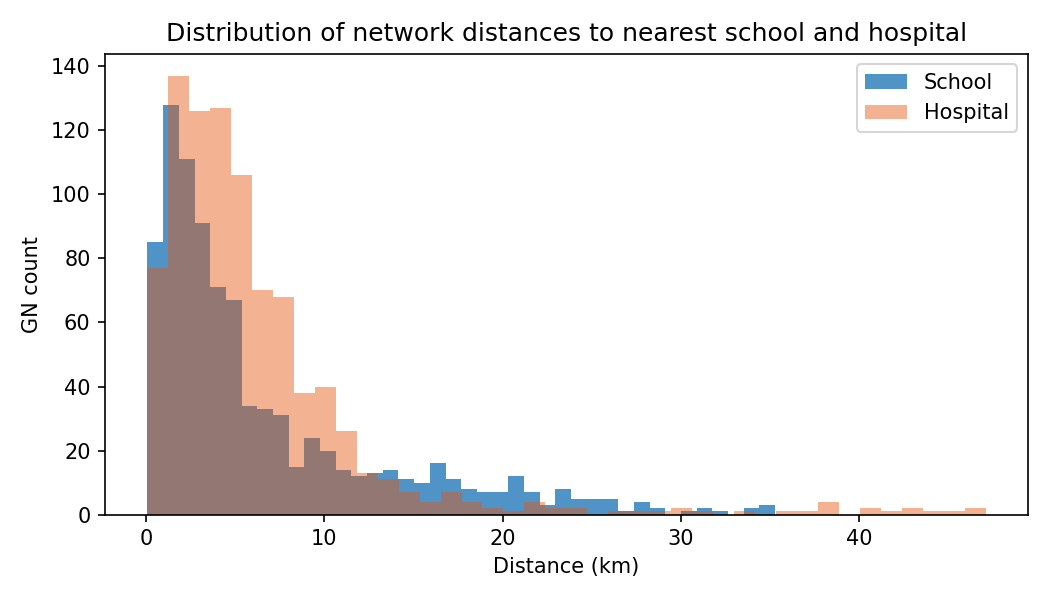 Distribution of network distances to nearest school and hospital
School
Hospital
GN count
140
120
100
80
60
40
20
0
0 10 20 30 40
Distance (km)